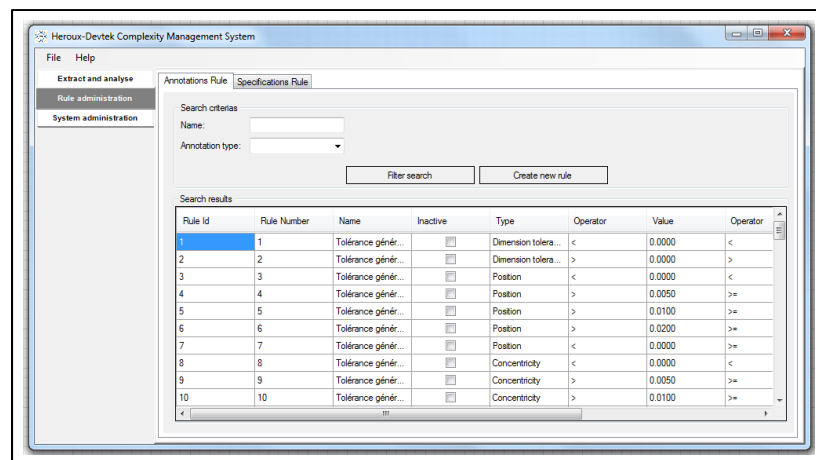 Heroux-Devtek Complexity Management System
File Help
Extract and analyse
Rule administration
System administration
Annotations Rule Specifications Rule
Search criterias
Name:
Annotation type:
Filter search Create new rule
Search results
Rule Id Rule Number Name Inactive Type Operator Value Operator
1 1 Tolérance génér... Dimension tolera... < 0.0000 <
2 2 Tolérance génér... Dimension tolera... > 0.0000 >
3 3 Tolérance génér... Position < 0.0000 <
4 4 Tolérance génér... Position > 0.0050 >=
5 5 Tolérance génér... Position > 0.0100 >=
6 6 Tolérance génér... Position > 0.0200 >=
7 7 Tolérance génér... Position < 0.0000 >=
8 8 Tolérance génér... Concentricity < 0.0000 <
9 9 Tolérance génér... Concentricity > 0.0050 >=
10 10 Tolérance génér... Concentricity > 0.0100 >=